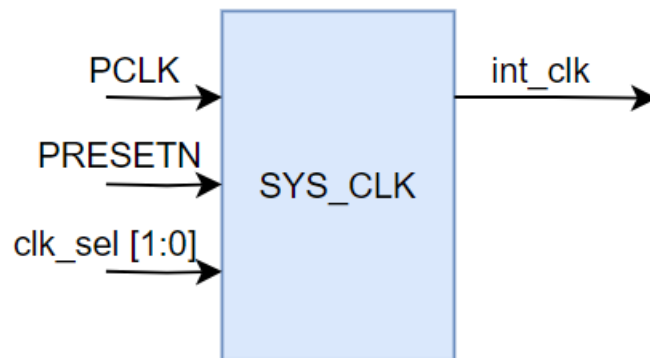 PCLK
int_clk
PRESETN
SYS_CLK
clk_sel [1:0]